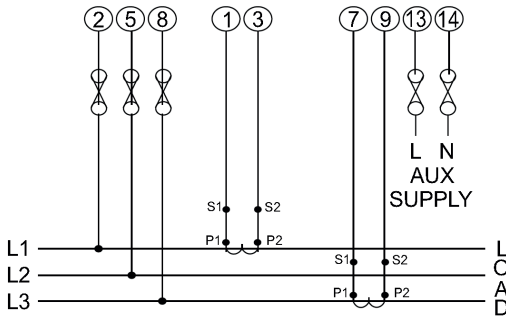 2 5 8 1 3 7 9 13 14
L N
AUX
SUPPLY
S1 S2
P1 P2
L1 L
S1 S2
L2 O
P1 P2 A
L3 D